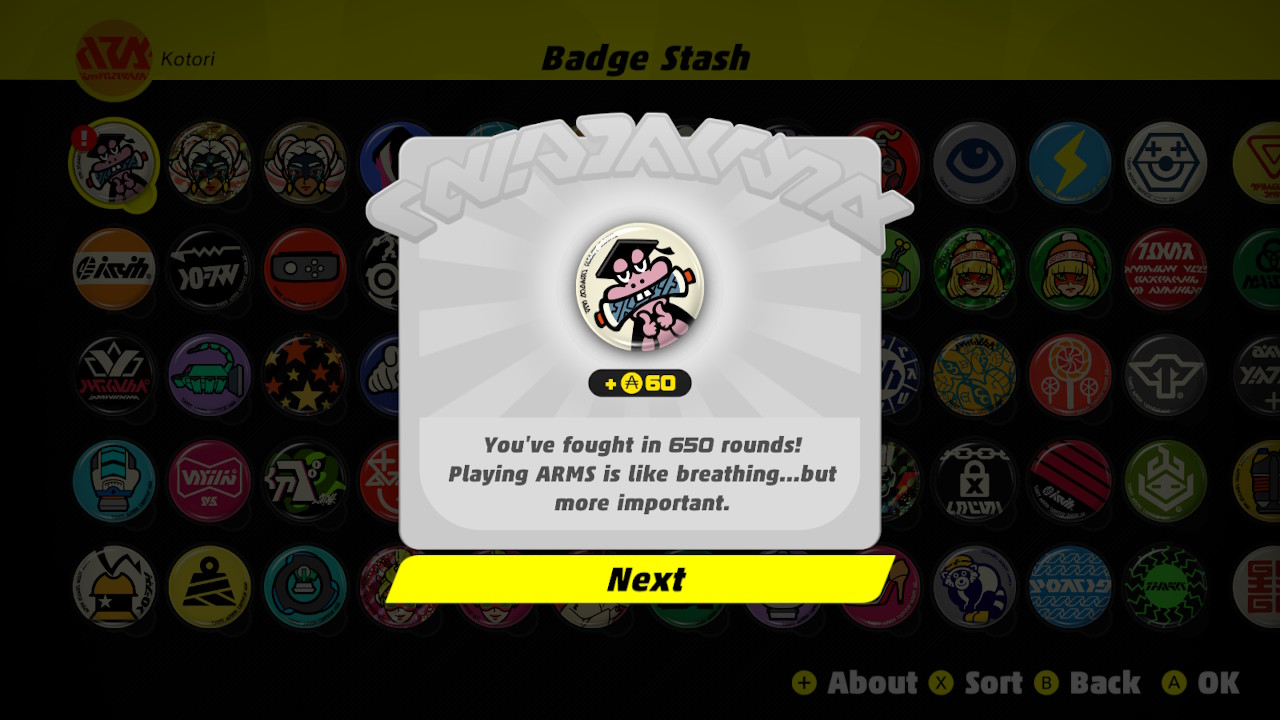 Kotori
Badge Stash
!
+ 60
You've fought in 650 rounds!
Playing ARMS is like breathing...but
more important.
Next
+ About X Sort B Back A OK